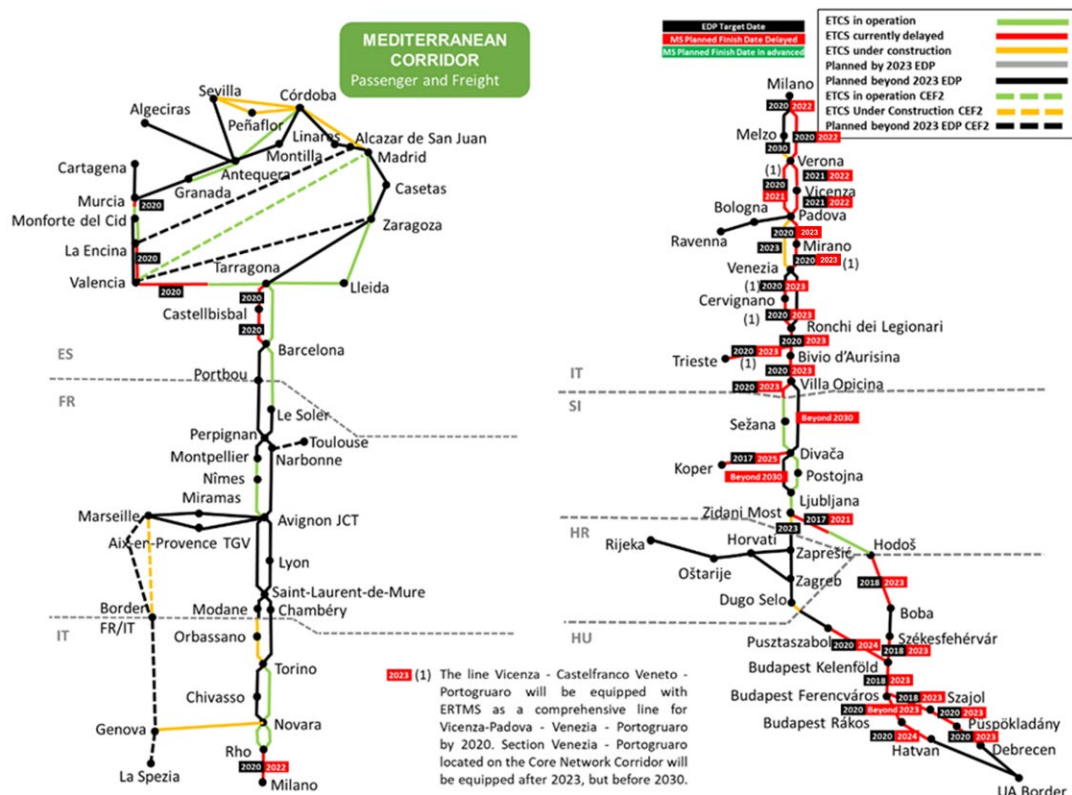 MEDITERRANEAN
CORRIDOR
Passenger and Freight
EDP Target Date
MS Planned Finish Date Delayed
MS Planned Finish Date In advanced
ETCS in operation
ETCS currently delayed
ETCS under construction
Planned by 2023 EDP
Planned beyond 2023 EDP
ETCS in operation CEF2
ETCS Under Construction CEF2
Planned beyond 2023 EDP CEF2
Sevilla
Córdoba
Algeciras
Peñaflor
Linares
Alcazar de San Juan
Cartagena
Montilla
Madrid
Antequera
Granada
Casetas
Murcia
2020
Monforte del Cid
Zaragoza
La Encina
2020
Valencia
Tarragona
2020
Lleida
2020
Castellbisbal
2020
Barcelona
ES
Portbou
FR
Le Soler
Perpignan
Toulouse
Montpellier
Narbonne
Nîmes
Miramas
Marseille
Avignon JCT
Aix-en-Provence TGV
Lyon
Saint-Laurent-de-Mure
Border
Modane
Chambéry
FR/IT
IT
Orbassano
Torino
Chivasso
Genova
Novara
Rho
La Spezia
2020 2022
Milano
Milano
2020 2022
Melzo
2020 2022
2030
Verona
(1)
2021 2022
2020
2021
Vicenza
2021 2022
Bologna
Padova
Ravenna
2020 2023
2023
Mirano
2020 2023 (1)
Venezia
(1) 2020 2023
Cervignano
(1) 2020 2023
Ronchi dei Legionari
2020 2023
Trieste
2020 2023
(1)
Bivio d'Aurisina
2020 2023
IT
2020 2023
Villa Opicina
SI
Sežana
Beyond 2030
Divača
2017 2025
Koper
Beyond 2030
Postojna
Ljubljana
Zidani Most
2017 2021
HR
2023
Rijeka
Horvati
Zaprešić
Hodoš
Oštarije
Zagreb
2018 2023
Dugo Selo
Boba
HU
Pusztaszabol
2020 2024
Székesfehérvár
2018 2023
Budapest Kelenföld
2018 2023
Budapest Ferencváros
2018 2023
Szajol
2020 Beyond 2023
2020 2023
Puspökladány
Budapest Rákos
2020 2024
2020 2023
Hatvan
Debrecen
UA Border
2023 (1) The line Vicenza - Castelfranco Veneto -
Portogruaro will be equipped with
ERTMS as a comprehensive line for
Vicenza-Padova - Venezia - Portogruaro
by 2020. Section Venezia - Portogruaro
located on the Core Network Corridor will
be equipped after 2023, but before 2030.